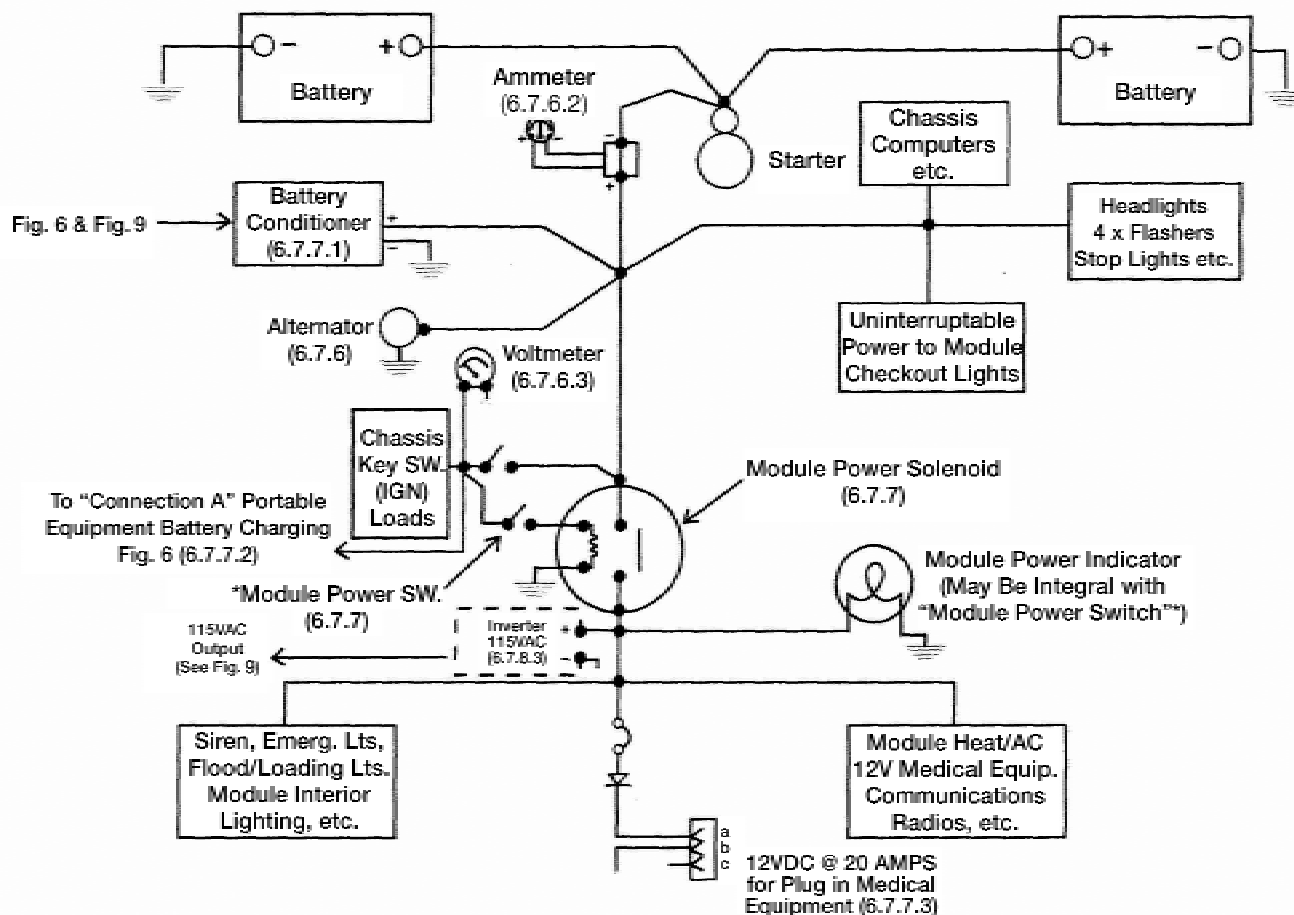 - +
Battery
+ -
Battery
Ammeter
(6.7.6.2)
+ -
-
+
Starter
Chassis
Computers
etc.
Fig. 6 & Fig. 9
Battery
Conditioner
(6.7.7.1)
+
-
Headlights
4 x Flashers
Stop Lights etc.
Alternator
(6.7.6)
Voltmeter
(6.7.6.3)
Uninterruptable
Power to Module
Checkout Lights
Chassis
Key SW.
(IGN)
Loads
Module Power Solenoid
(6.7.7)
To "Connection A" Portable
Equipment Battery Charging
Fig. 6 (6.7.7.2)
*Module Power SW.
(6.7.7)
Module Power Indicator
(May Be Integral with
"Module Power Switch"*)
115VAC
Output
(See Fig. 9)
Inverter
115VAC
(6.7.8.3)
+
-
Siren, Emerg. Lts,
Flood/Loading Lts.
Module Interior
Lighting, etc.
Module Heat/AC
12V Medical Equip.
Communications
Radios, etc.
a
b
c
12VDC @ 20 AMPS
for Plug in Medical
Equipment (6.7.7.3)